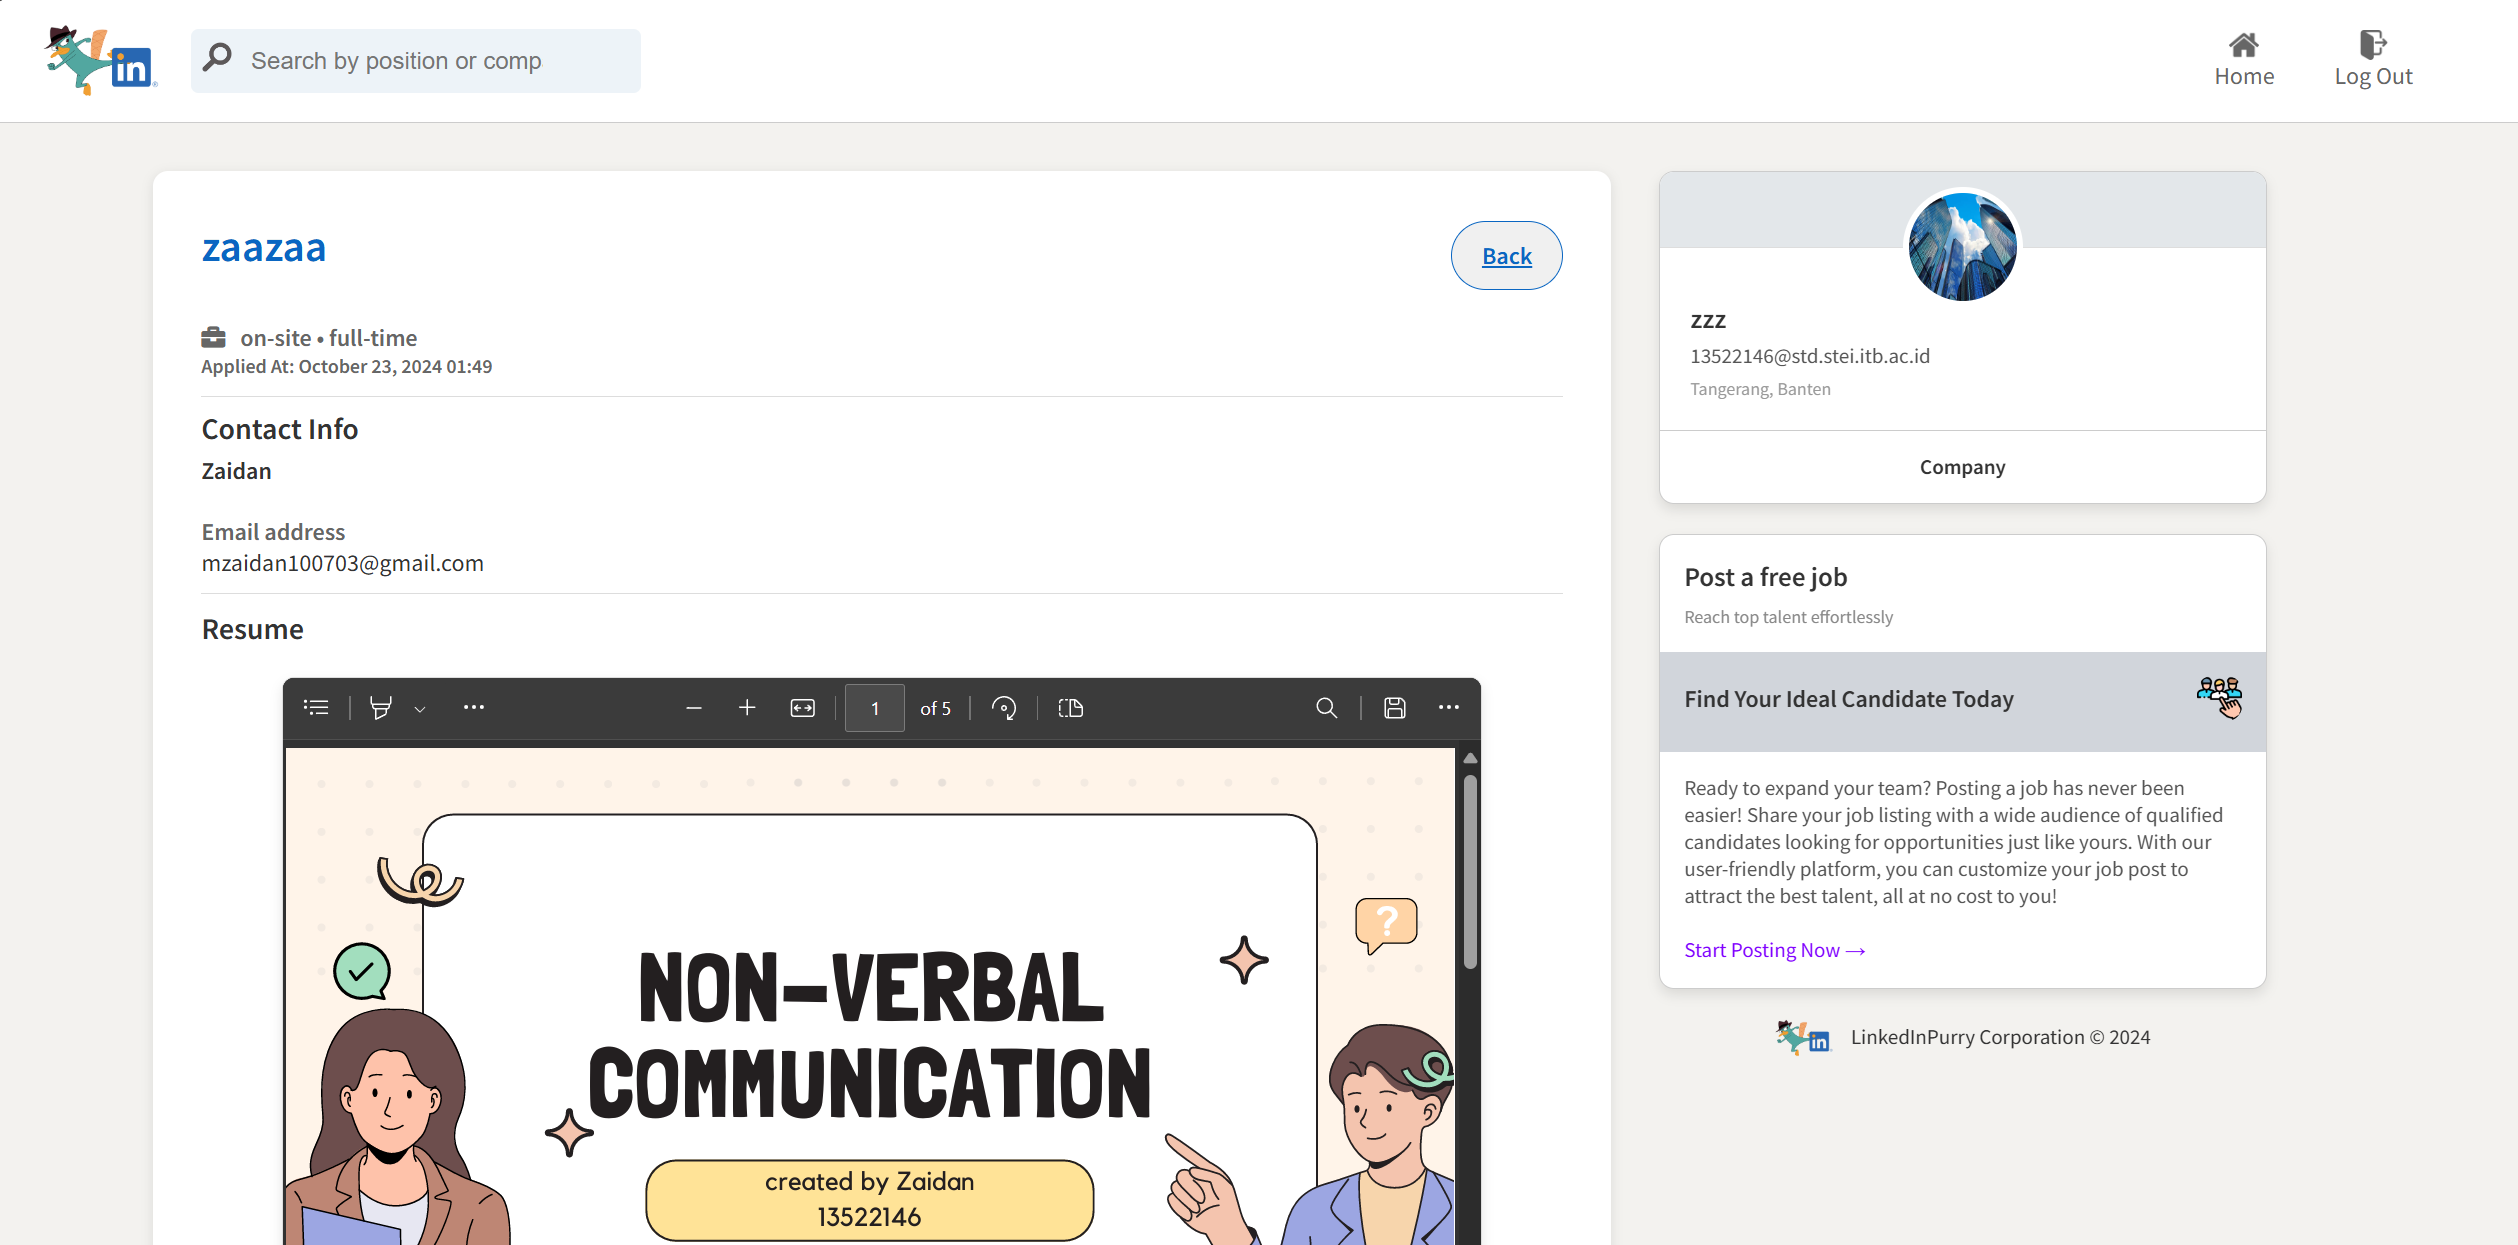 in
Search by position or comp
Home
Log Out
zaazaa
Back
on-site • full-time
Applied At: October 23, 2024 01:49
Contact Info
Zaidan
Email address
mzaidan100703@gmail.com
Resume
1 of 5
NON-VERBAL
COMMUNICATION
created by Zaidan
13522146
?
zzz
13522146@std.stei.itb.ac.id
Tangerang, Banten
Company
Post a free job
Reach top talent effortlessly
Find Your Ideal Candidate Today
Ready to expand your team? Posting a job has never been
easier! Share your job listing with a wide audience of qualified
candidates looking for opportunities just like yours. With our
user-friendly platform, you can customize your job post to
attract the best talent, all at no cost to you!
Start Posting Now →
in
LinkedInPurry Corporation © 2024